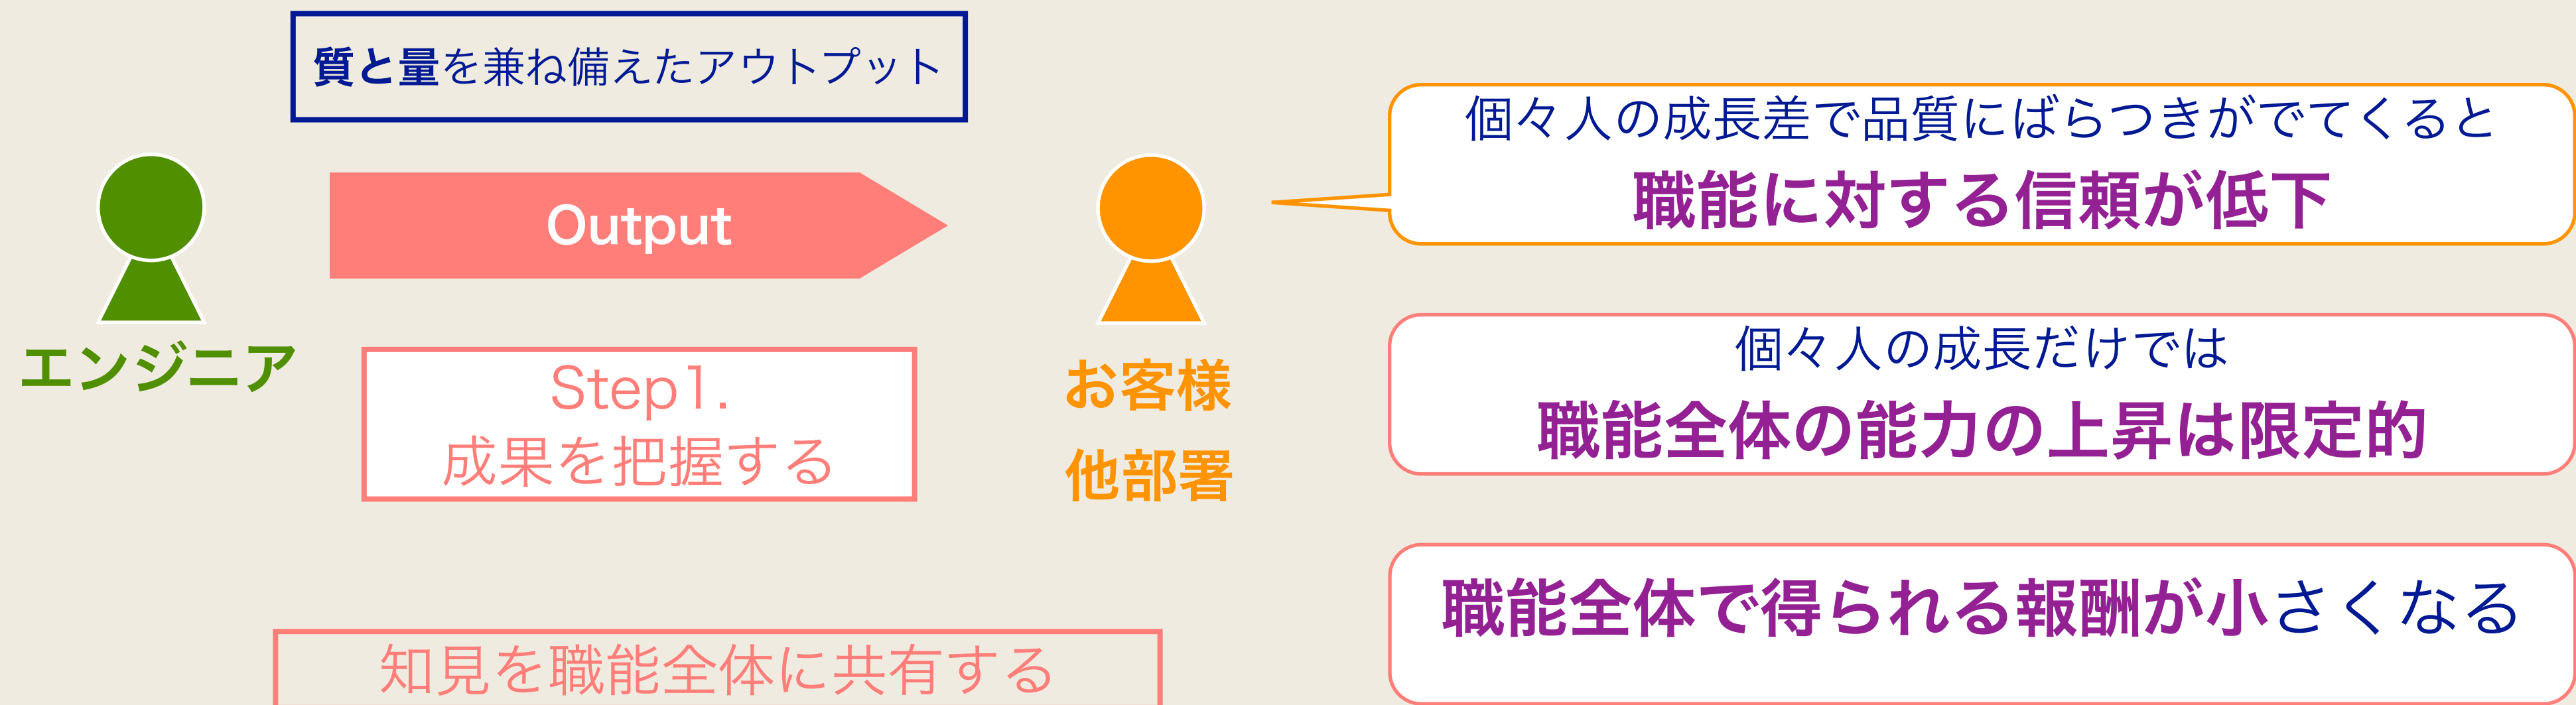 質と量を兼ね備えたアウトプット
Output
エンジニア
Step1.
成果を把握する
お客様
他部署
知見を職能全体に共有する
個々人の成長差で品質にばらつきがでてくると
職能に対する信頼が低下
個々人の成長だけでは
職能全体の能力の上昇は限定的
職能全体で得られる報酬が小さくなる